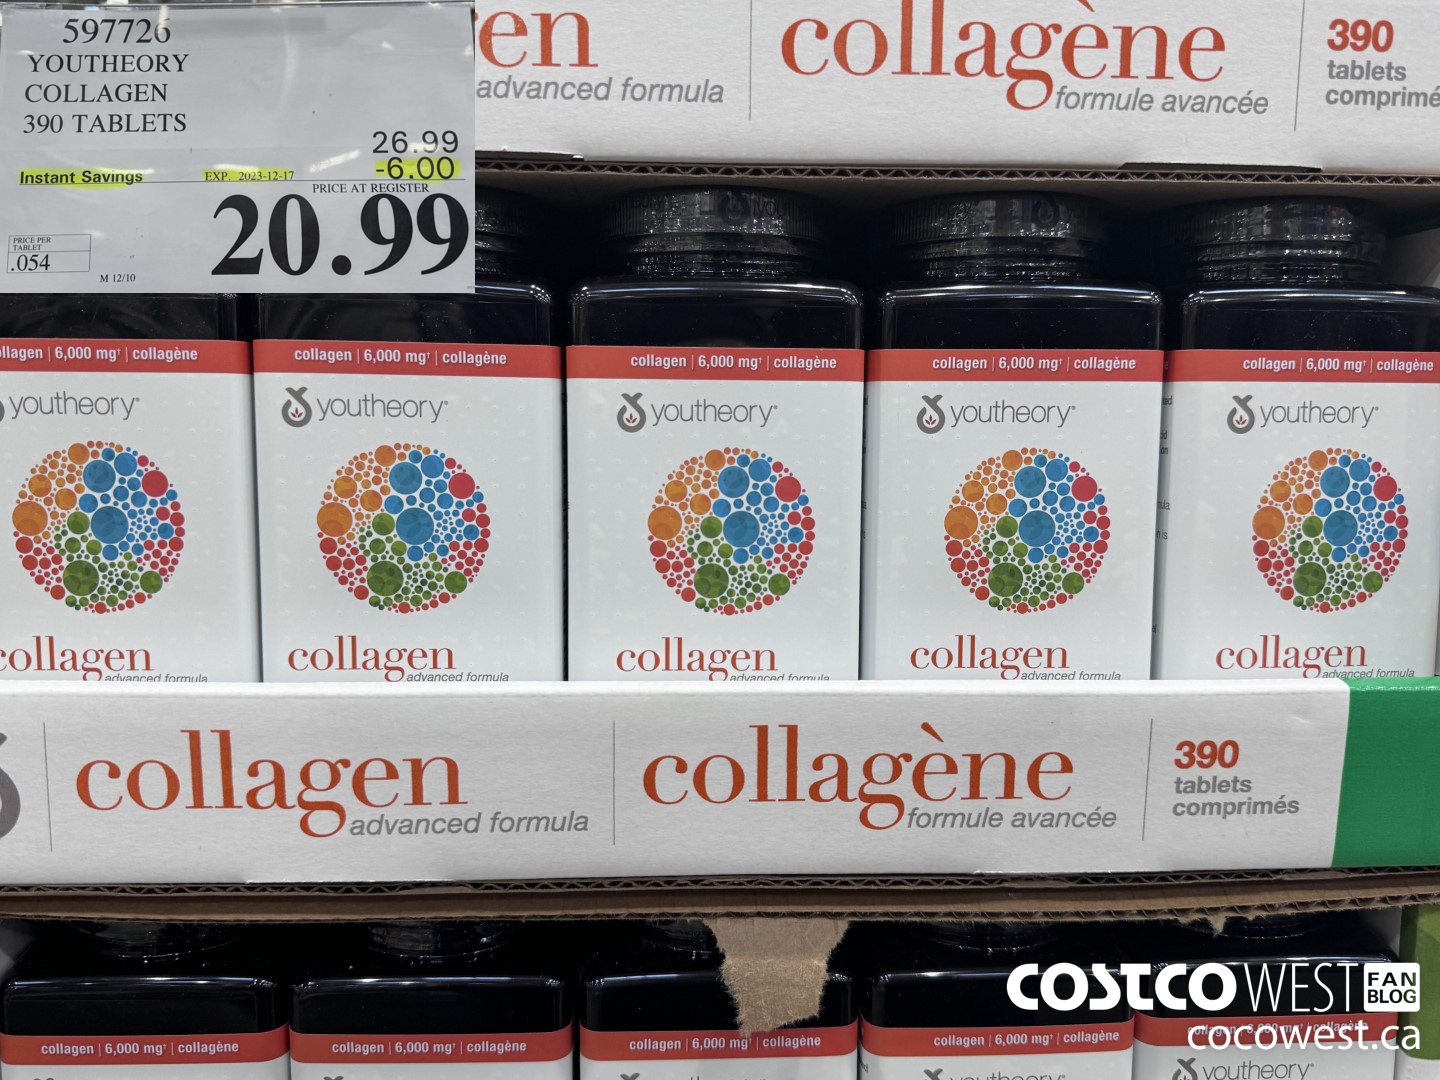 597726
YOUTHEORY
COLLAGEN
390 TABLETS
26.99
Instant Savings EXP. 2023-12-17 -6.00
PRICE AT REGISTER
20.99
PRICE PER
TABLET
.054
M 12/10
en
advanced formula
collagène
formule avancée
390
tablets
comprimé
ollagen | 6,000 mg† | collagène
youtheory®
collagen
advanced formula
collagen | 6,000 mg† | collagène
youtheory®
collagen
advanced formula
collagen | 6,000 mg† | collagène
youtheory®
collagen
advanced formula
collagen | 6,000 mg† | collagène
youtheory®
collagen
advanced formula
collagen | 6,000 mg† | collagène
youtheory®
collagen
advanced formula
collagen
advanced formula
collagène
formule avancée
390
tablets
comprimés
collagen | 6,000 mg† | collagène
collagen | 6,000 mg† | collagène
collagen | 6,000 mg† | collagène
collagen | 6,000 mg† | collagène
collagen | 6,000 mg† | collagène
youtheory
COSTCO WEST FAN BLOG
cocowest.ca